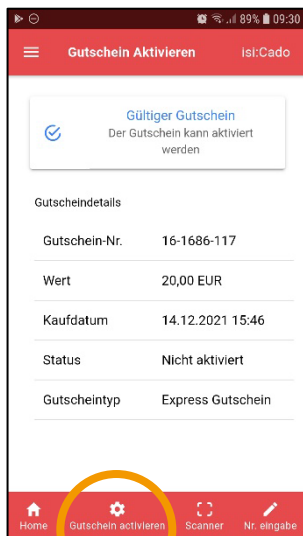 89% 09:30
Gutschein Aktivieren isi:Cado
Gültiger Gutschein
Der Gutschein kann aktiviert
werden
Gutscheindetails
Gutschein-Nr. 16-1686-117
Wert 20,00 EUR
Kaufdatum 14.12.2021 15:46
Status Nicht aktiviert
Gutscheintyp Express Gutschein
Home Gutschein activieren Scanner Nr. eingabe